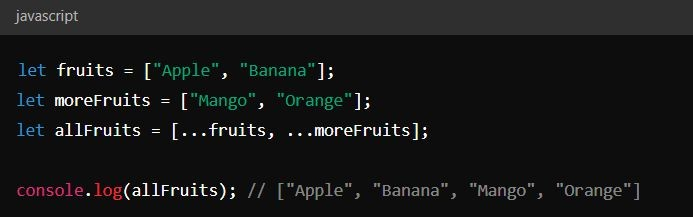 javascript
let fruits = ["Apple", "Banana"];
let moreFruits = ["Mango", "Orange"];
let allFruits = [...fruits, ...moreFruits];
console.log(allFruits); // ["Apple", "Banana", "Mango", "Orange"]